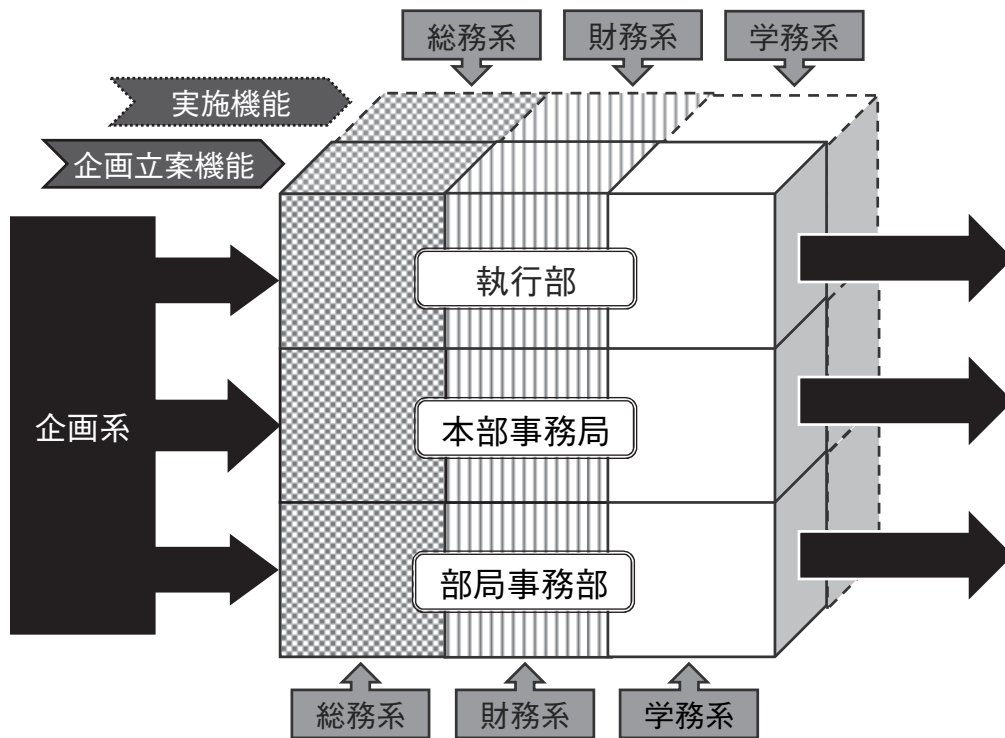 総務系
財務系
学務系
実施機能
企画立案機能
執行部
企画系
本部事務局
部局事務部
総務系
財務系
学務系